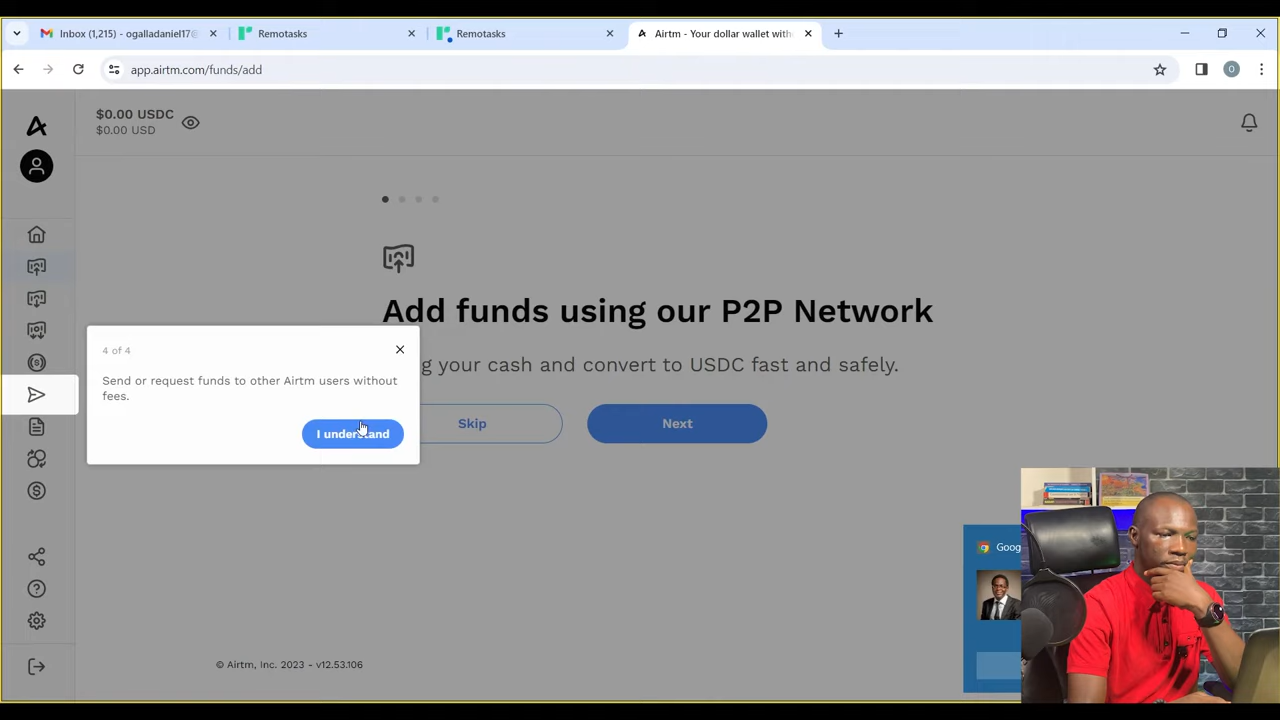 Inbox (1,215) - ogalladaniel17@
Remotasks
Remotasks
Airtm - Your dollar wallet with
app.airtm.com/funds/add
O
$0.00 USDC
$0.00 USD
Add funds using our P2P Network
4 of 4
g your cash and convert to USDC fast and safely.
Send or request funds to other Airtm users without
fees.
Skip
Next
I understand
Goog
© Airtm, Inc. 2023 - v12.53.106